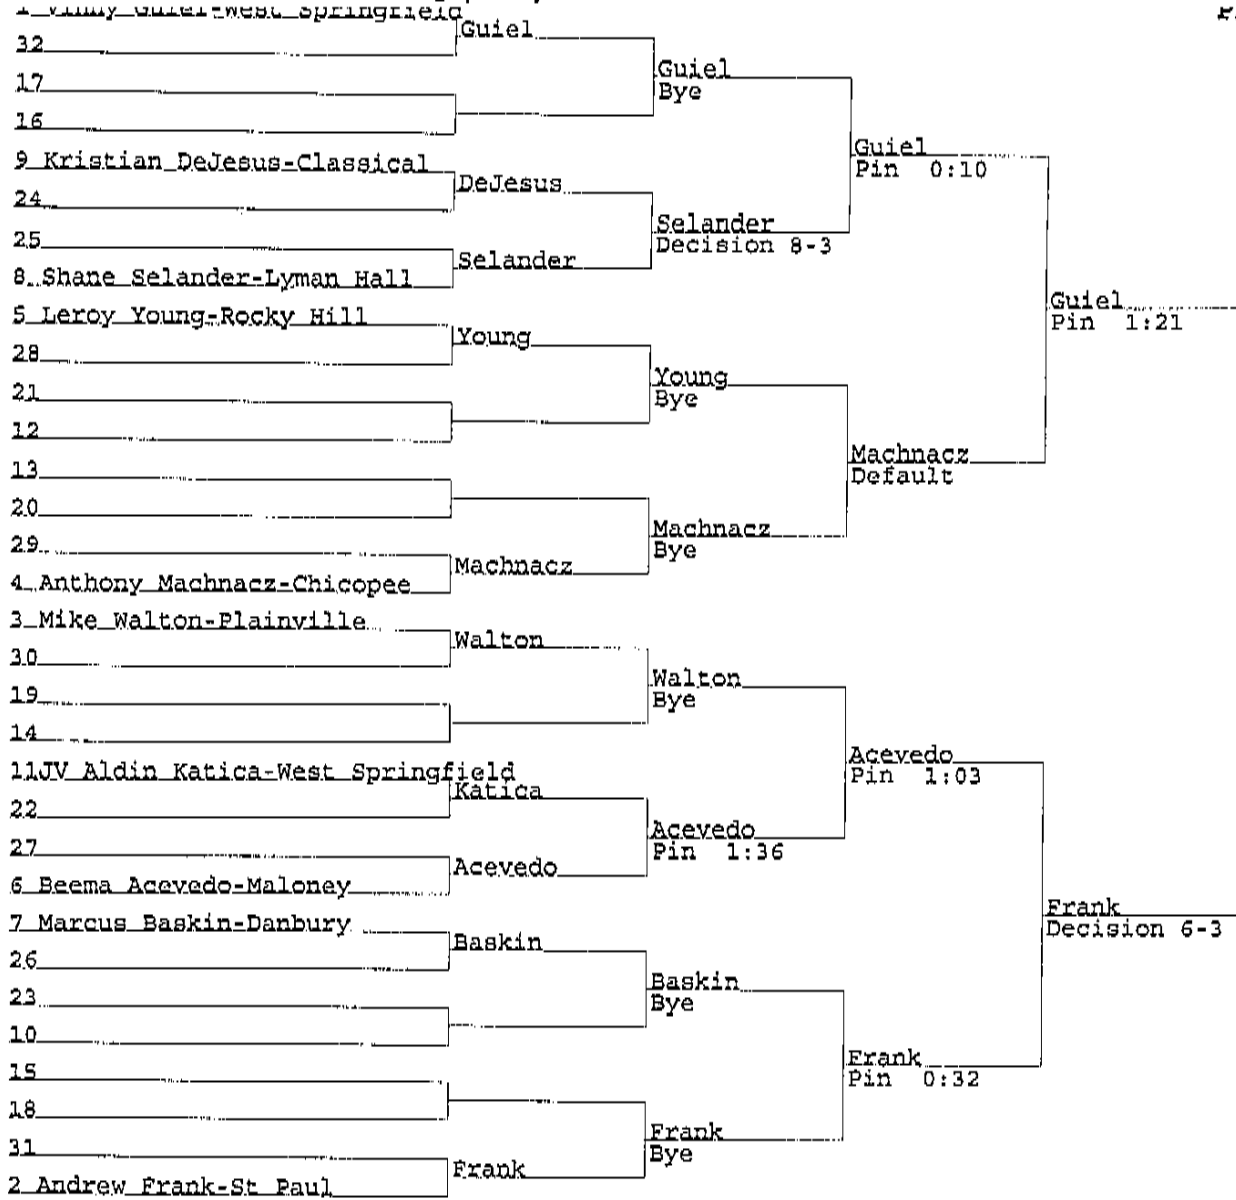 1 Vinny Guiel-West Springfield
Guiel
32
Guiel
Bye
17
16
Guiel
Pin 0:10
9 Kristian DeJesus-Classical
DeJesus
24
Selander
Decision 8-3
25
Selander
8 Shane Selander-Lyman Hall
Guiel
Pin 1:21
5 Leroy Young-Rocky Hill
Young
28
Young
Bye
21
12
Machnacz
Default
13
20
Machnacz
Bye
29
Machnacz
4 Anthony Machnacz-Chicopee
3 Mike Walton-Plainville
Walton
30
Walton
Bye
19
14
Acevedo
Pin 1:03
11JV Aldin Katica-West Springfield
Katica
22
Acevedo
Pin 1:36
27
Acevedo
6 Beema Acevedo-Maloney
Frank
Decision 6-3
7 Marcus Baskin-Danbury
Baskin
26
Baskin
Bye
23
10
Frank
Pin 0:32
15
18
Frank
Bye
31
Frank
2 Andrew Frank-St Paul